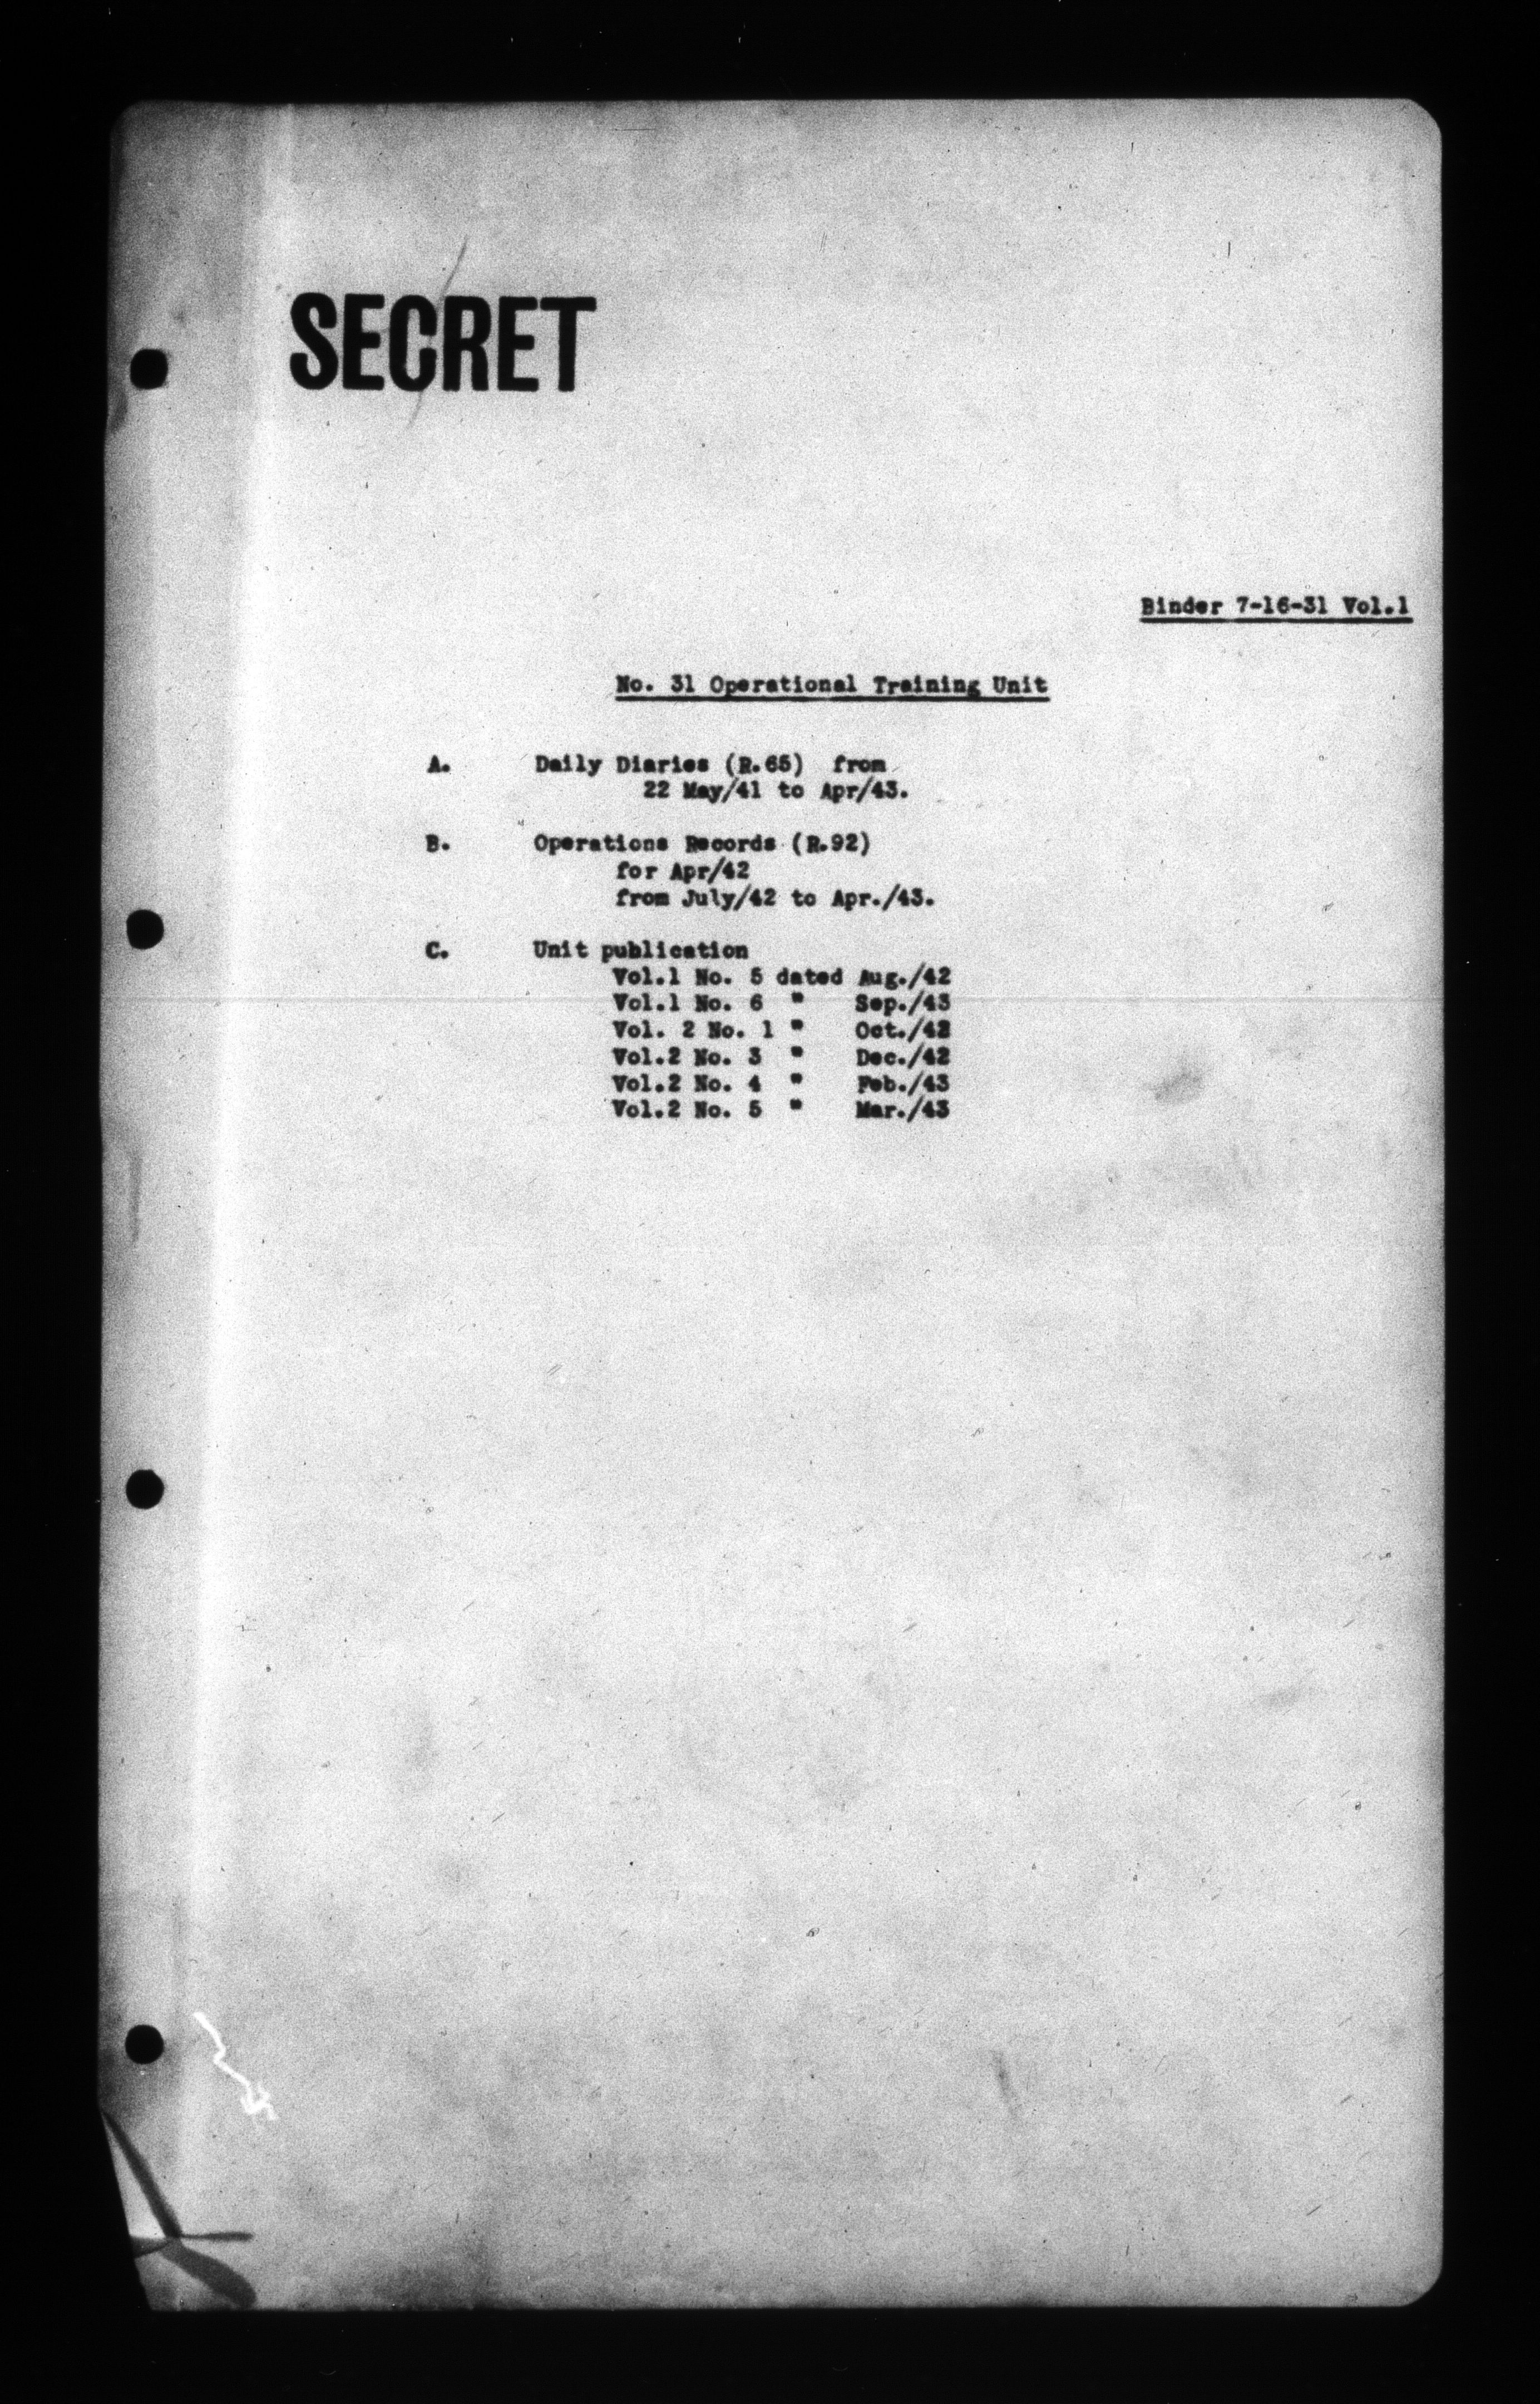 SECRET
Binder 7-16-31 Vol.1
No. 31 Operational Training Unit
A. Daily Diaries (R.65) from
22 May/41 to Apr/43.
B. Operations Records (R.92)
for Apr/42
from July/42 to Apr./43.
C. Unit publication
Vol.1 No. 5 dated Aug./42
Vol.1 No. 6 " Sep./43
Vol. 2 No. 1 " Oct./42
Vol.2 No. 3 " Dec./42
Vol.2 No. 4 " Feb./43
Vol.2 No. 5 " Mar./43